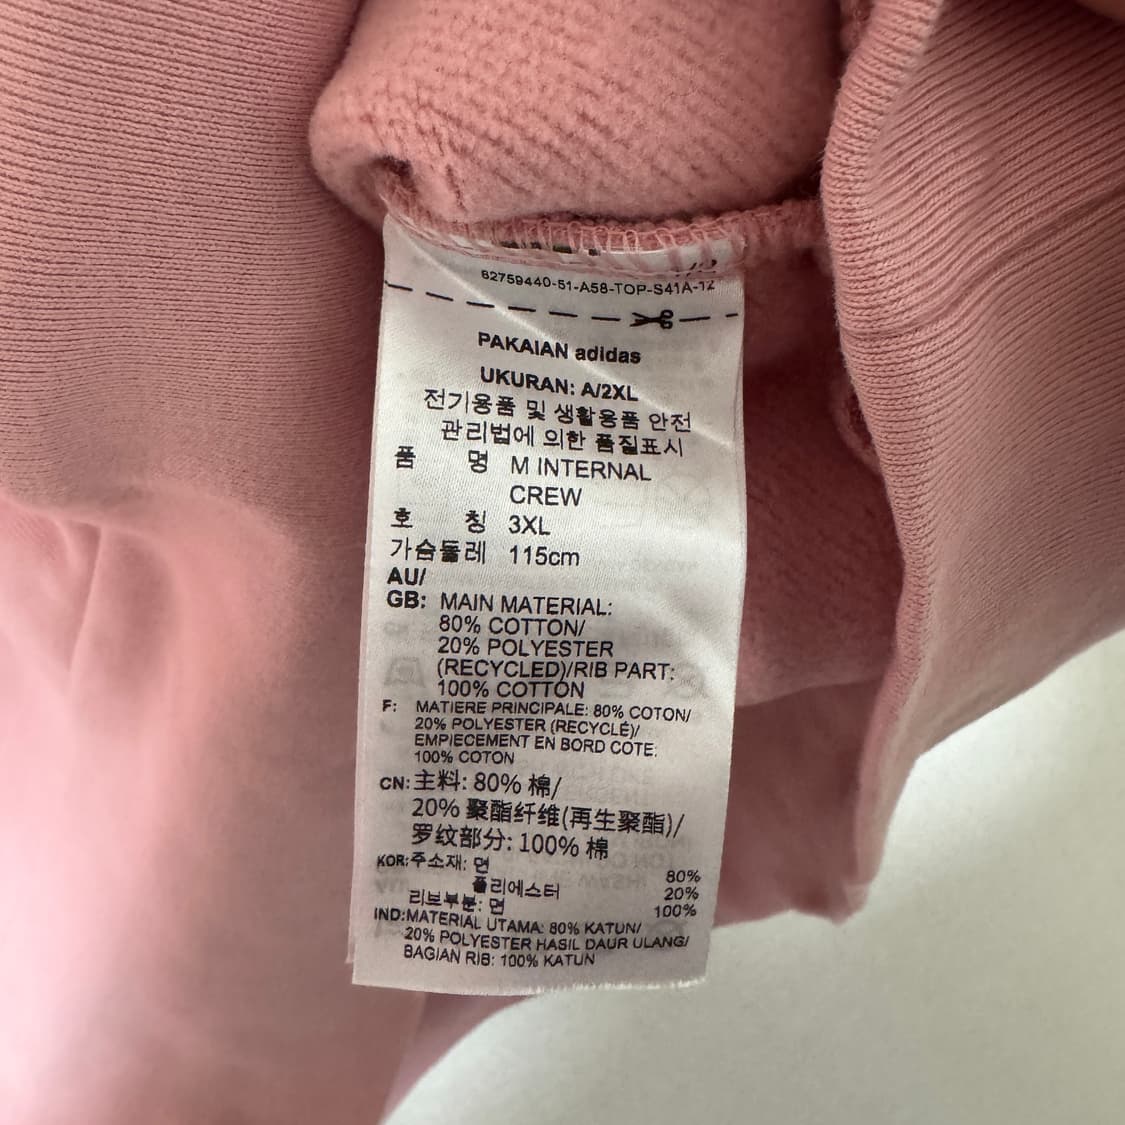 62759440-51-A58-TOP-S41A-12
PAKAIAN adidas
UKURAN: A/2XL
전기용품 및 생활용품 안전
관리법에 의한 품질표시
품 명 M INTERNAL
CREW
호 칭 3XL
가슴둘레 115cm
AU/
GB: MAIN MATERIAL:
80% COTTON/
20% POLYESTER
(RECYCLED)/RIB PART:
100% COTTON
F: MATIERE PRINCIPALE: 80% COTON/
20% POLYESTER (RECYCLÉ)/
EMPIECEMENT EN BORD COTE:
100% COTON
CN: 主料: 80% 棉/
20% 聚酯纤维(再生聚酯)/
罗纹部分: 100% 棉
KOR: 주소재: 면 80%
폴리에스터 20%
리브부분: 면 100%
IND: MATERIAL UTAMA: 80% KATUN/
20% POLYESTER HASIL DAUR ULANG/
BAGIAN RIB: 100% KATUN